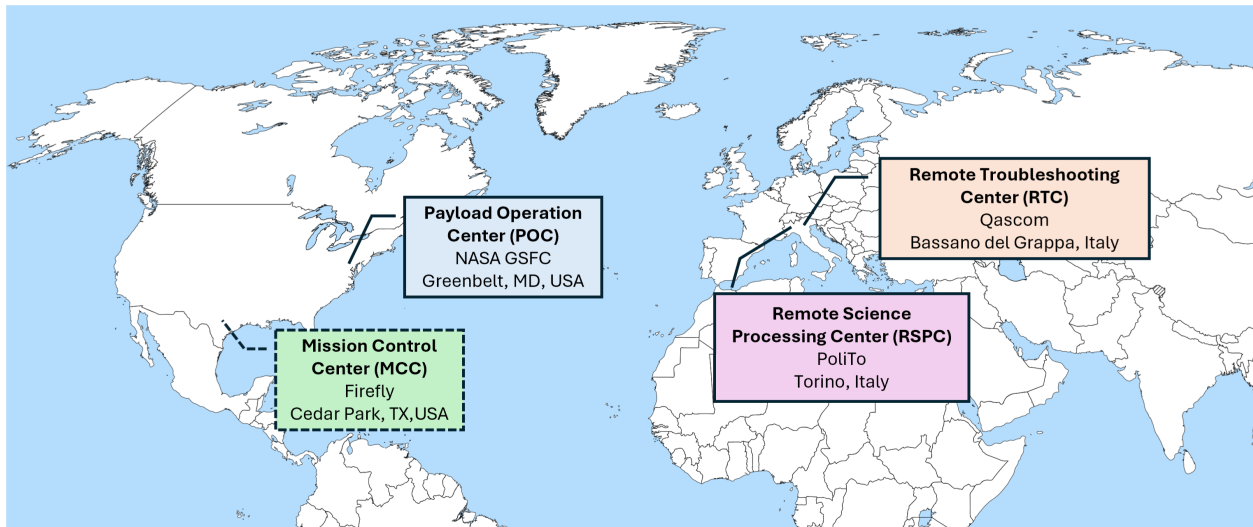 Payload Operation
Center (POC)
NASA GSFC
Greenbelt, MD, USA
Remote Troubleshooting
Center (RTC)
Qascom
Bassano del Grappa, Italy
Mission Control
Center (MCC)
Firefly
Cedar Park, TX,USA
Remote Science
Processing Center (RSPC)
PoliTo
Torino, Italy